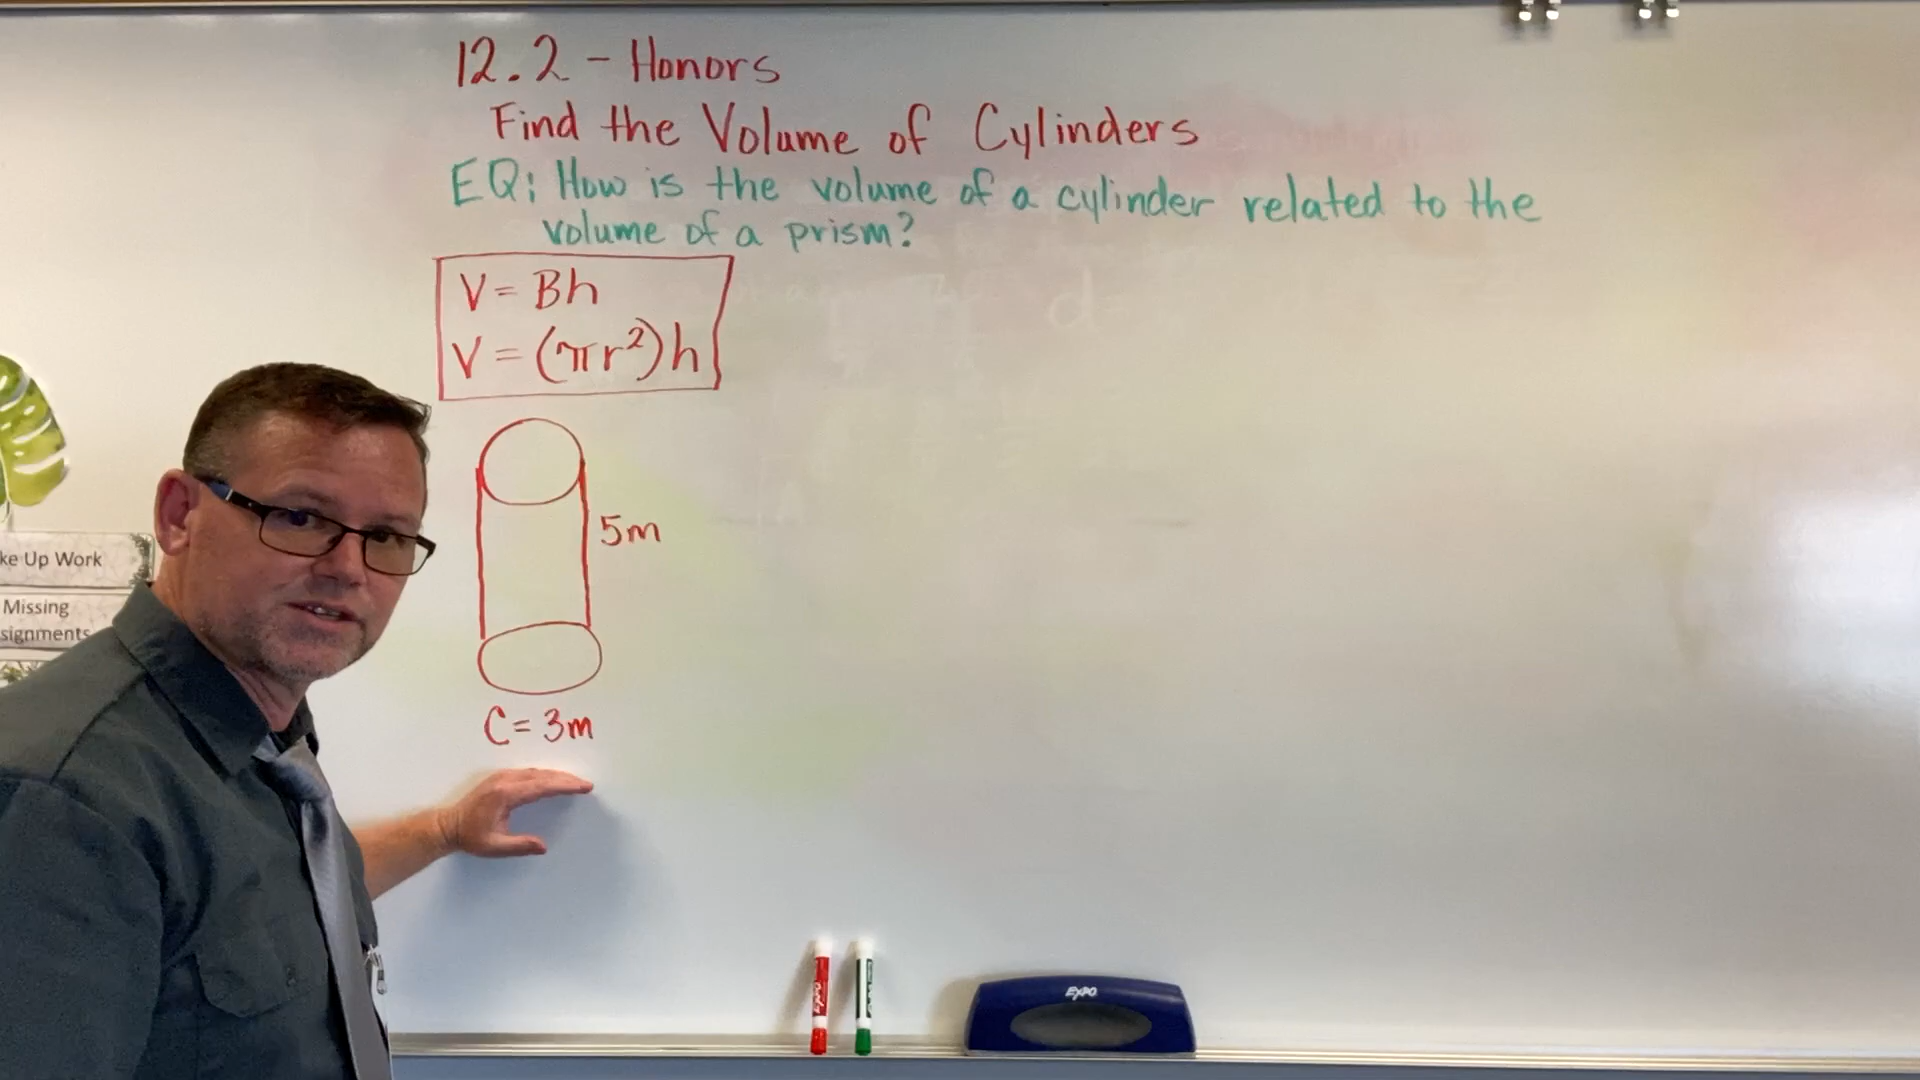 12.2 - Honors
Find the Volume of Cylinders
EQ: How is the volume of a cylinder related to the
volume of a prism?
V = Bh
V = (πr²)h
5m
C = 3m
ke Up Work
Missing
signments
EXPO